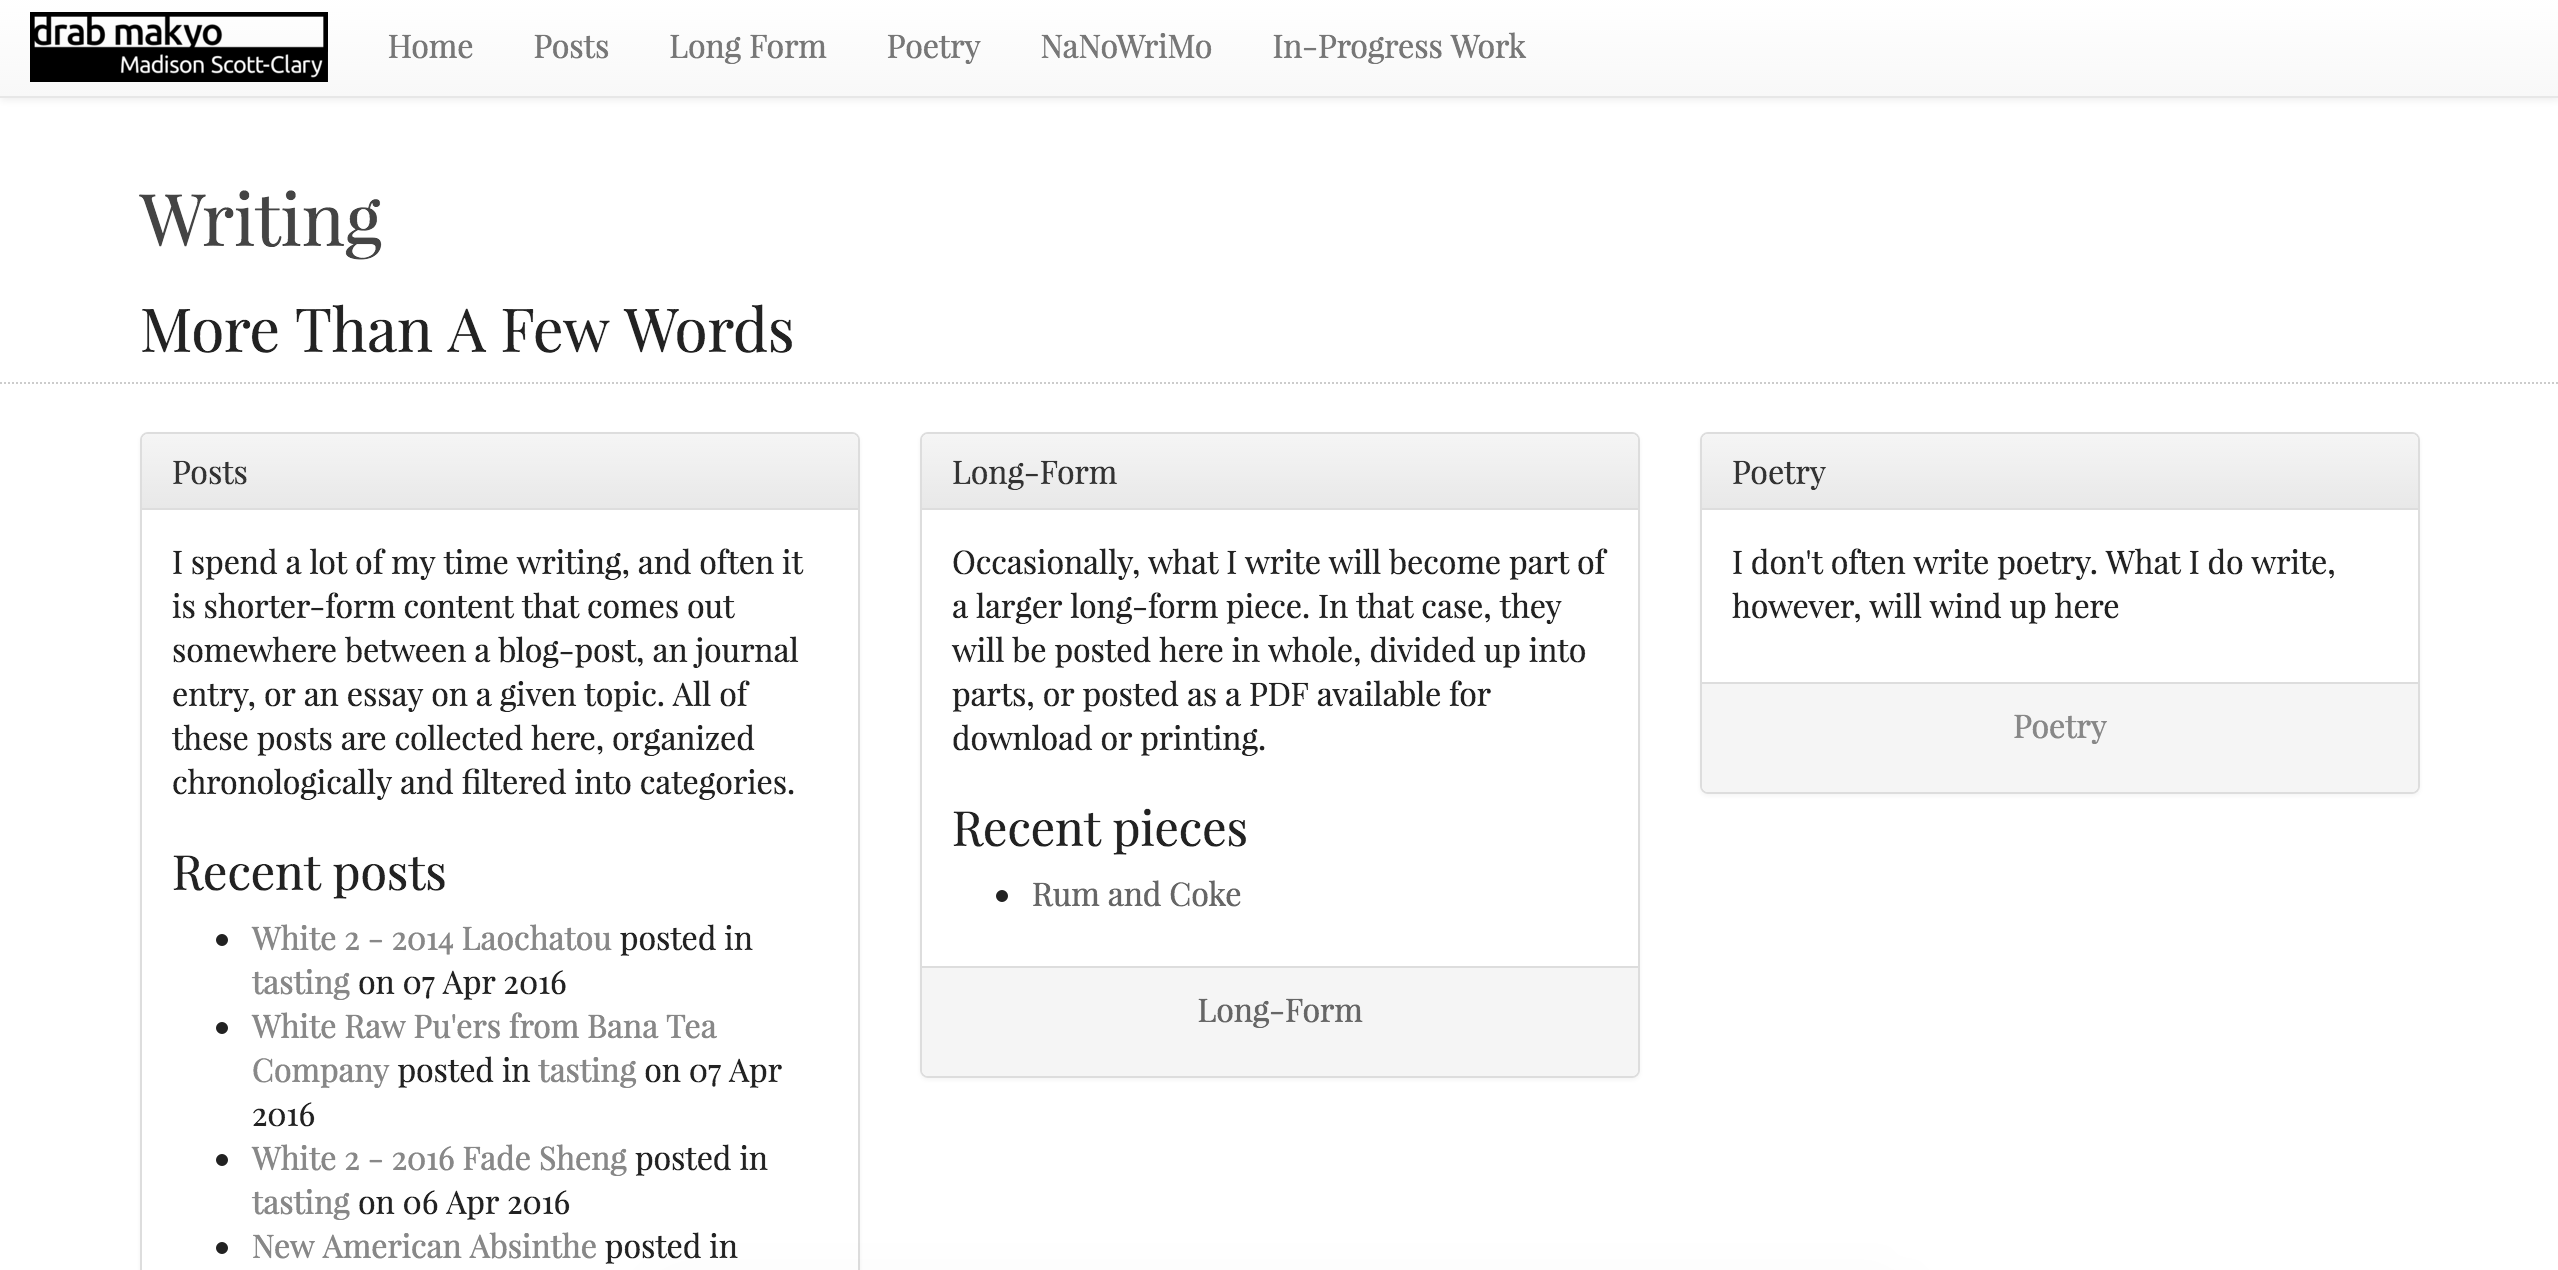 drab makyo
Madison Scott-Clary
Home Posts Long Form Poetry NaNoWriMo In-Progress Work
Writing
More Than A Few Words
Posts
I spend a lot of my time writing, and often it
is shorter-form content that comes out
somewhere between a blog-post, an journal
entry, or an essay on a given topic. All of
these posts are collected here, organized
chronologically and filtered into categories.
Recent posts
• White 2 - 2014 Laochatou posted in
tasting on 07 Apr 2016
• White Raw Pu'ers from Bana Tea
Company posted in tasting on 07 Apr
2016
• White 2 - 2016 Fade Sheng posted in
tasting on 06 Apr 2016
• New American Absinthe posted in
Long-Form
Occasionally, what I write will become part of
a larger long-form piece. In that case, they
will be posted here in whole, divided up into
parts, or posted as a PDF available for
download or printing.
Recent pieces
• Rum and Coke
Long-Form
Poetry
I don't often write poetry. What I do write,
however, will wind up here
Poetry